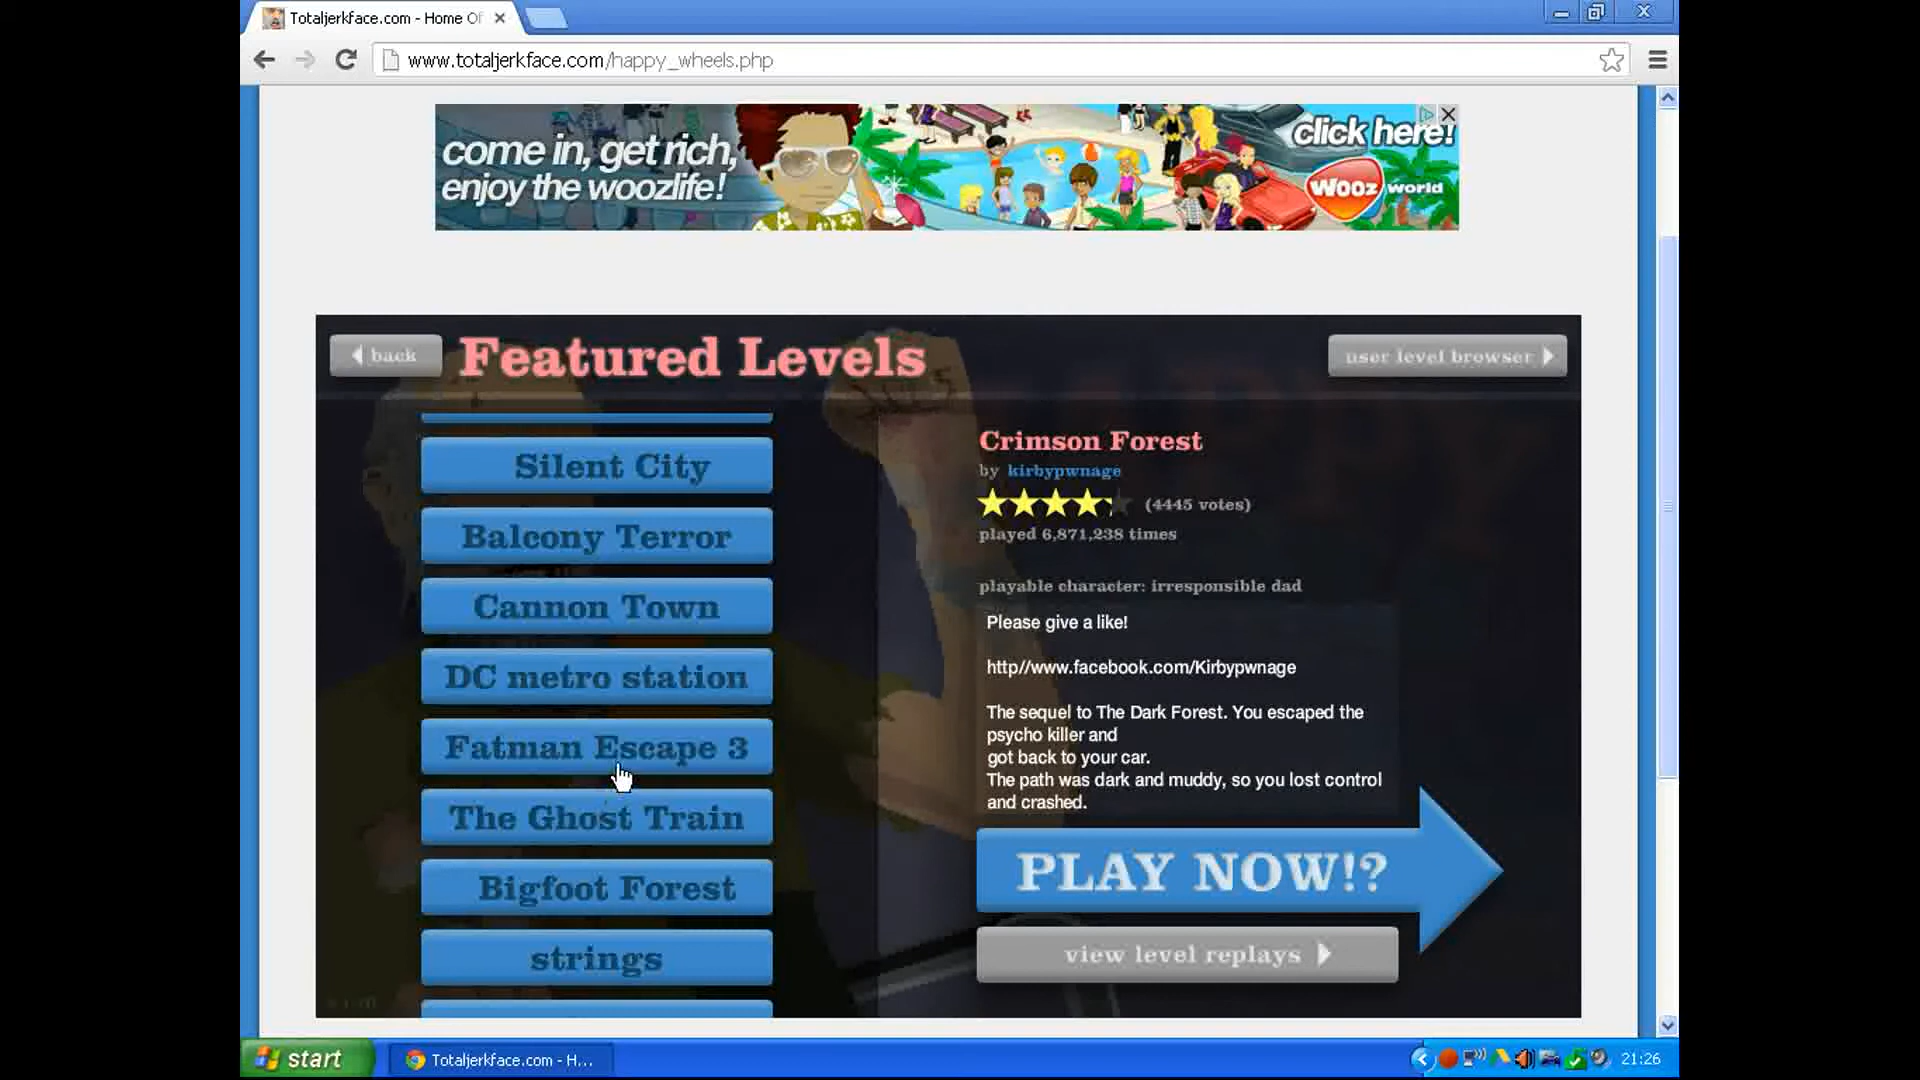 Totaljerkface.com - Home Of
www.totaljerkface.com/happy_wheels.php
come in, get rich,
enjoy the woozlife!
click here!
Wooz world
back
Featured Levels
user level browser
Silent City
Balcony Terror
Cannon Town
DC metro station
Fatman Escape 3
The Ghost Train
Bigfoot Forest
strings
Crimson Forest
by kirbypwnage
(4445 votes)
played 6,871,238 times
playable character: irresponsible dad
Please give a like!
http//www.facebook.com/Kirbypwnage
The sequel to The Dark Forest. You escaped the
psycho killer and
got back to your car.
The path was dark and muddy, so you lost control
and crashed.
PLAY NOW!?
view level replays
start
Totaljerkface.com - H...
21:26